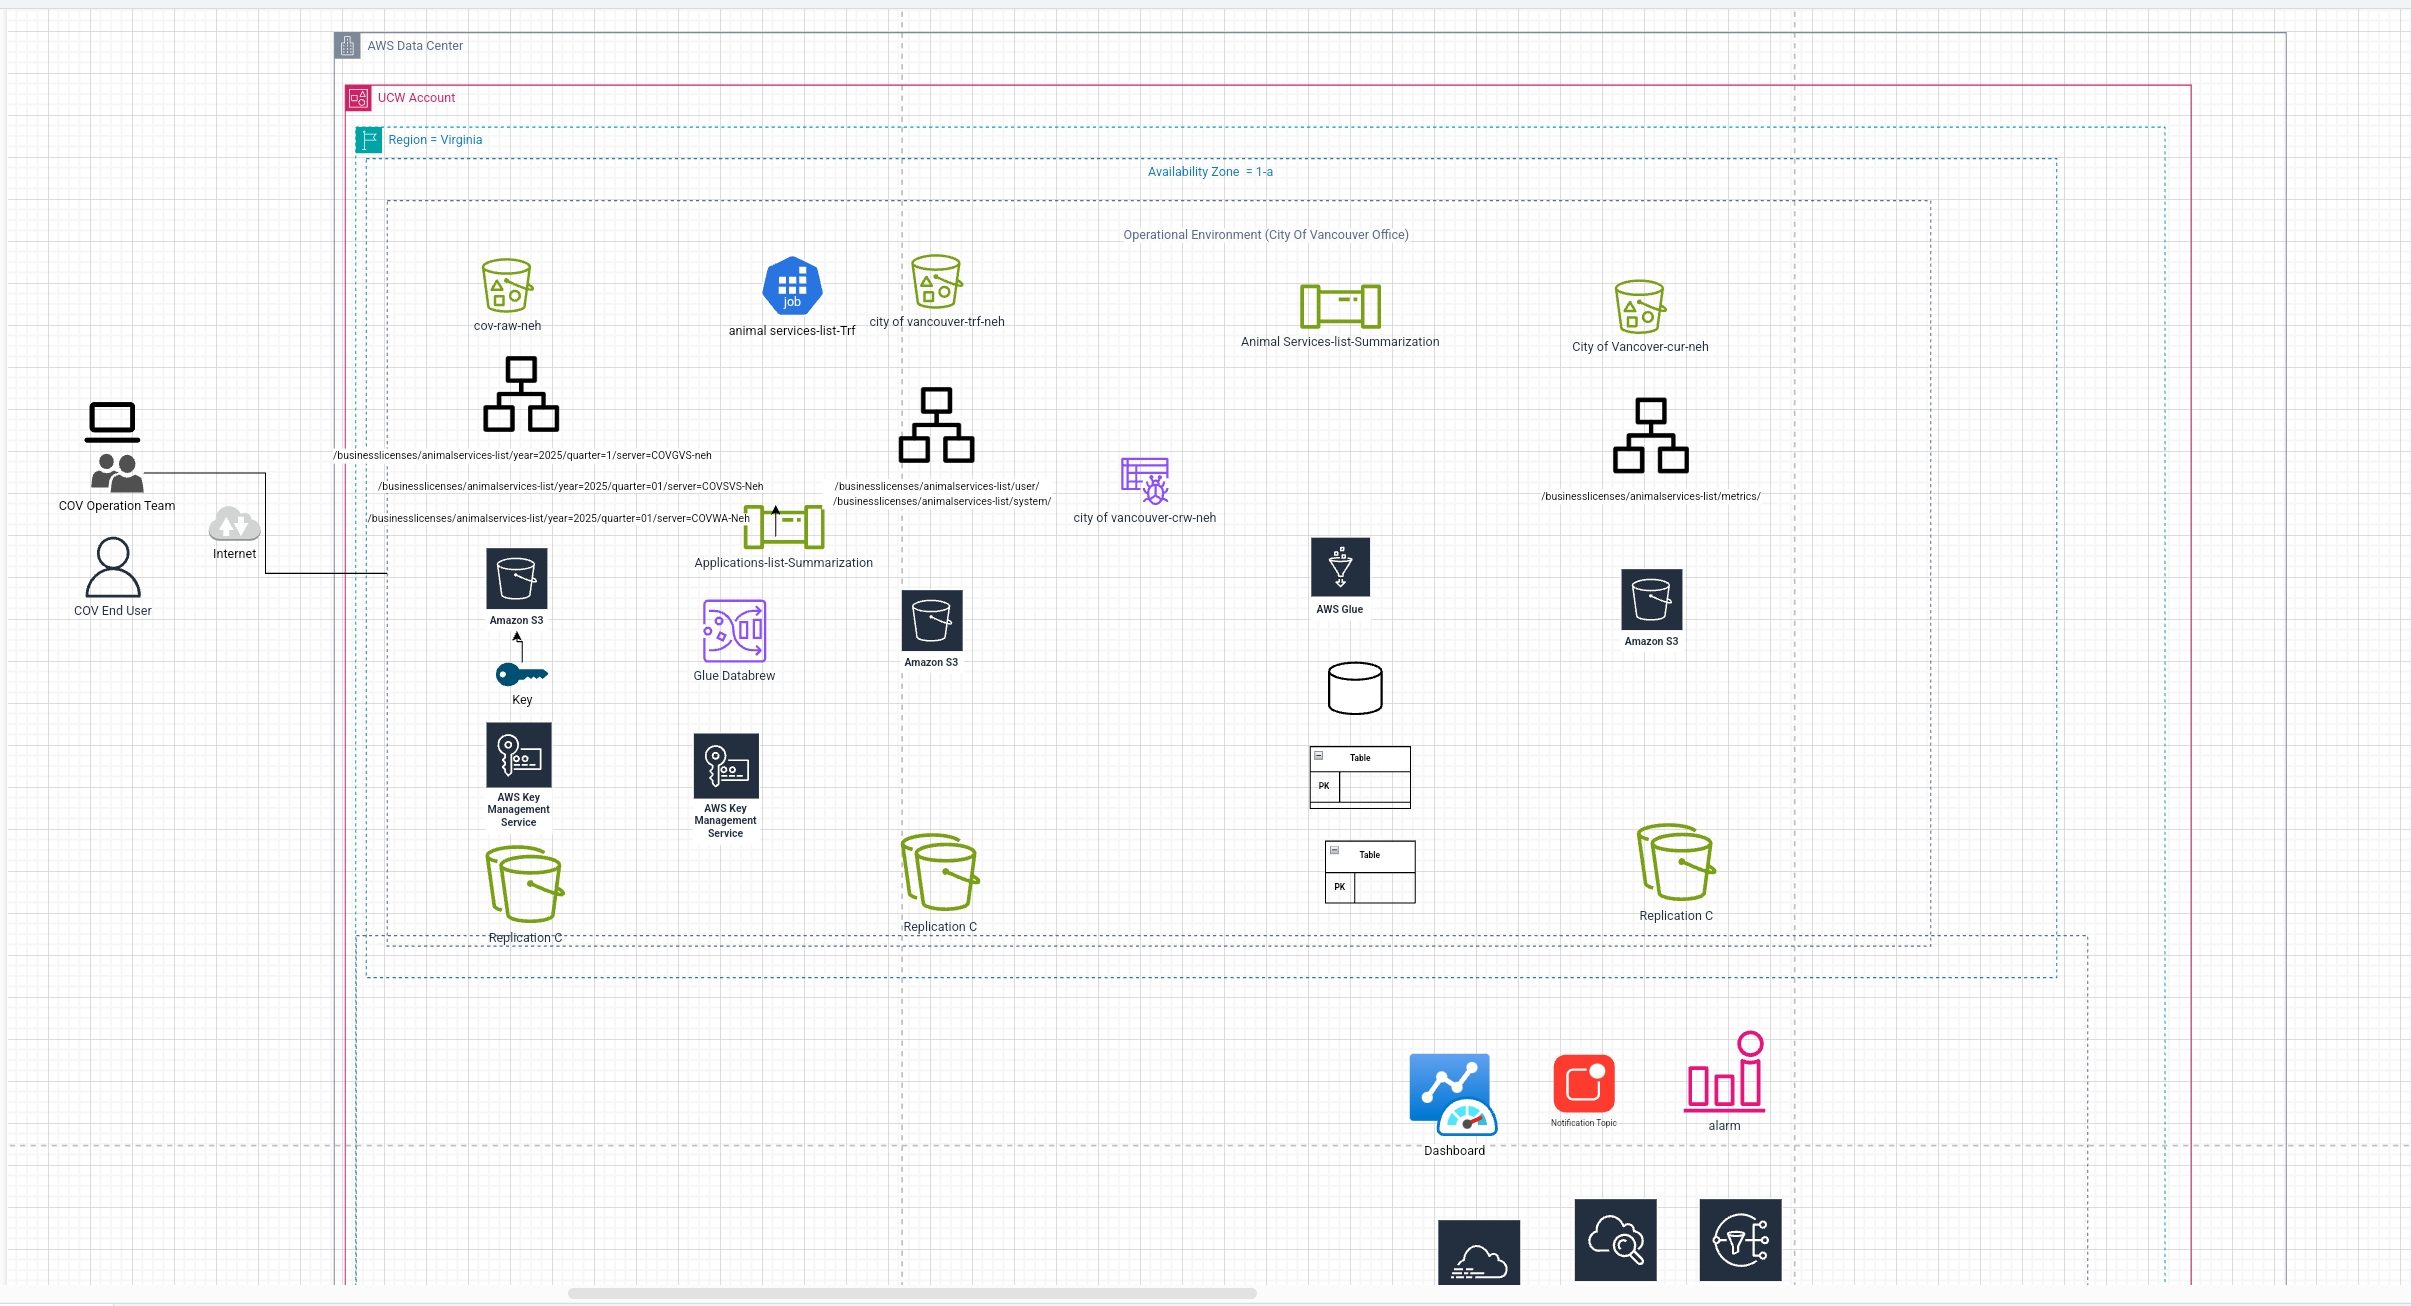 AWS Data Center
UCW Account
Region = Virginia
Availability Zone  = 1-a
Operational Environment (City Of Vancouver Office)
cov-raw-neh
job
animal services-list-Trf
city of vancouver-trf-neh
Animal Services-list-Summarization
City of Vancover-cur-neh
/businesslicenses/animalservices-list/year=2025/quarter=1/server=COVGVS-neh
/businesslicenses/animalservices-list/year=2025/quarter=01/server=COVSVS-Neh
/businesslicenses/animalservices-list/year=2025/quarter=01/server=COVWA-Neh
/businesslicenses/animalservices-list/user/
/businesslicenses/animalservices-list/system/
city of vancouver-crw-neh
/businesslicenses/animalservices-list/metrics/
COV Operation Team
Internet
COV End User
Applications-list-Summarization
Amazon S3
Key
Glue Databrew
Amazon S3
AWS Glue
Amazon S3
AWS Key
Management
Service
AWS Key
Management
Service
Table
PK
Table
PK
Replication C
Replication C
Replication C
Dashboard
Notification Topic
alarm